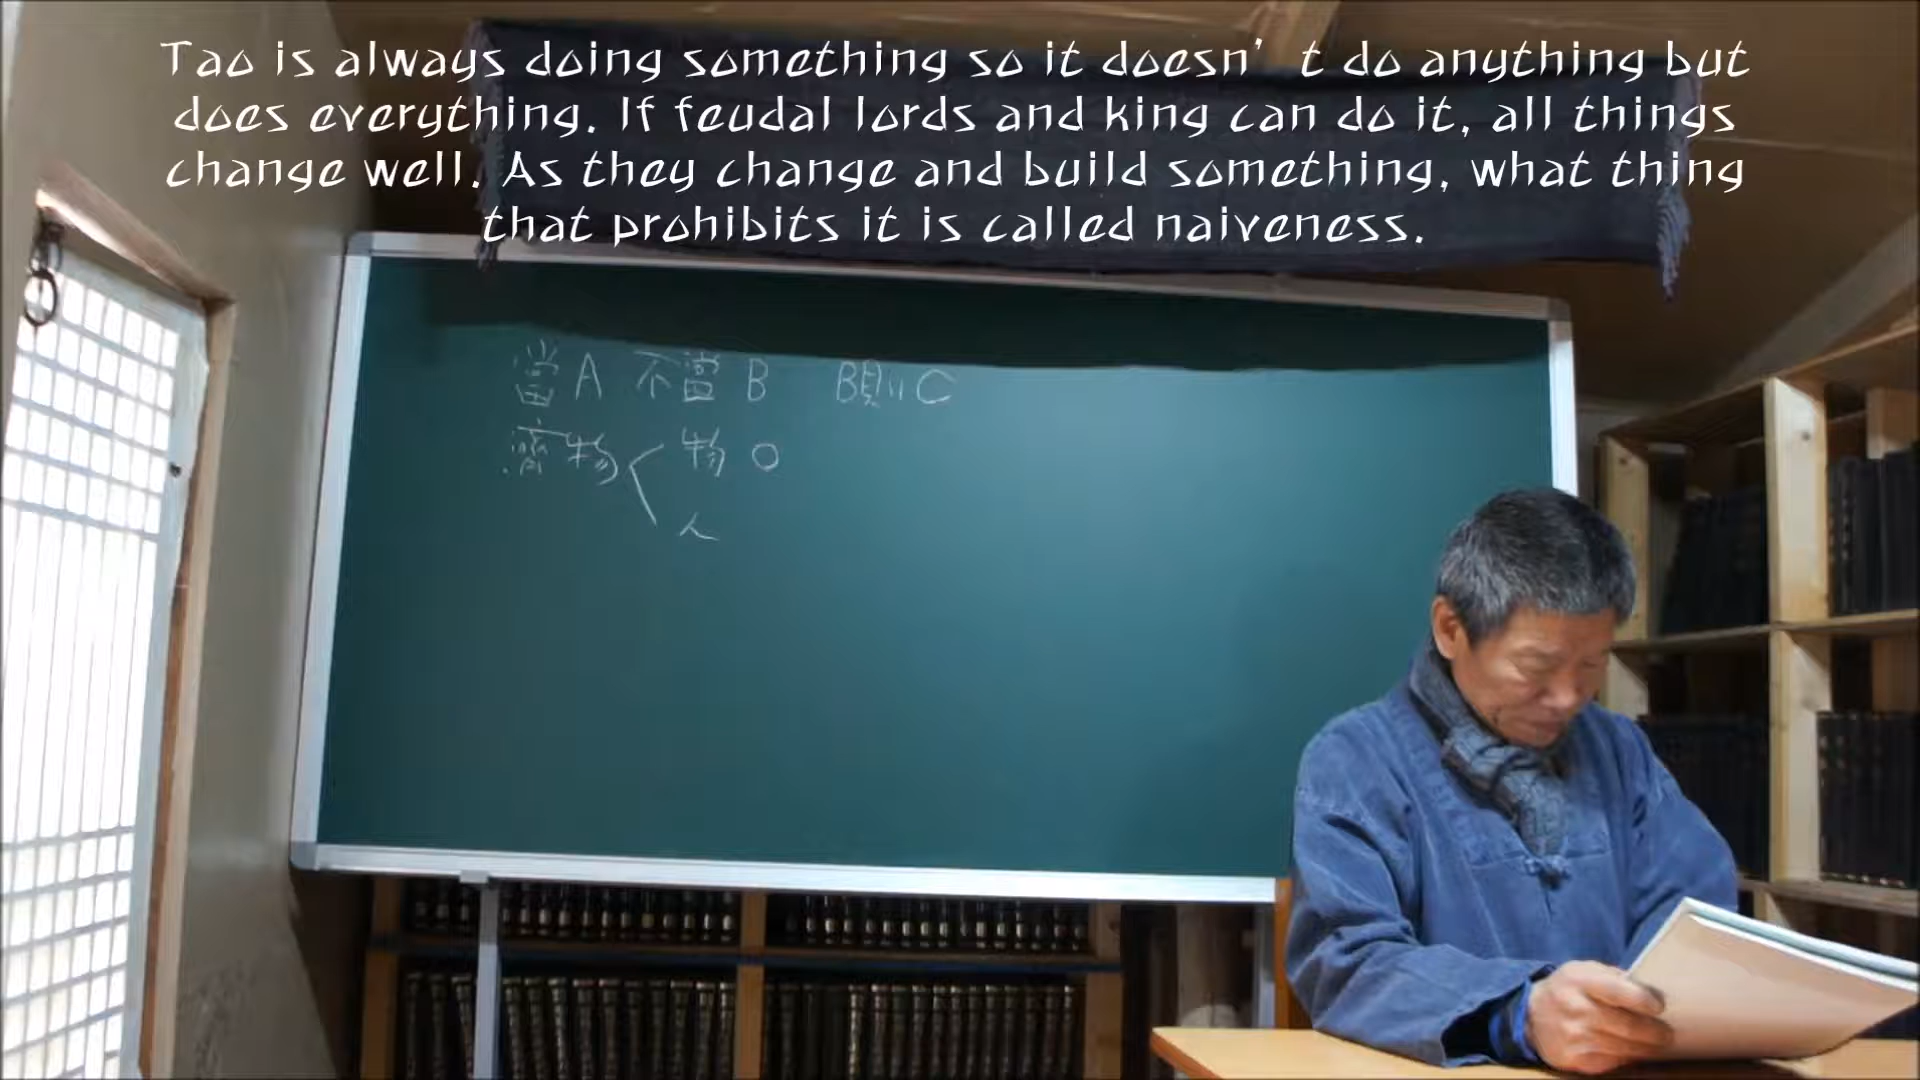 Tao is always doing something so it doesn't do anything but
does everything. If feudal lords and king can do it, all things
change well. As they change and build something, what thing
that prohibits it is called naiveness.
當A 不當B B則C
齊物 物 O
人